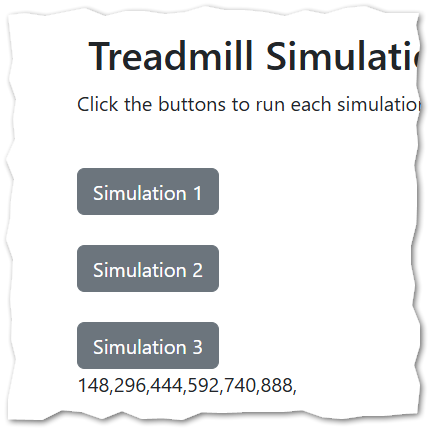 Treadmill Simulatio
Click the buttons to run each simulation
Simulation 1
Simulation 2
Simulation 3
148,296,444,592,740,888,